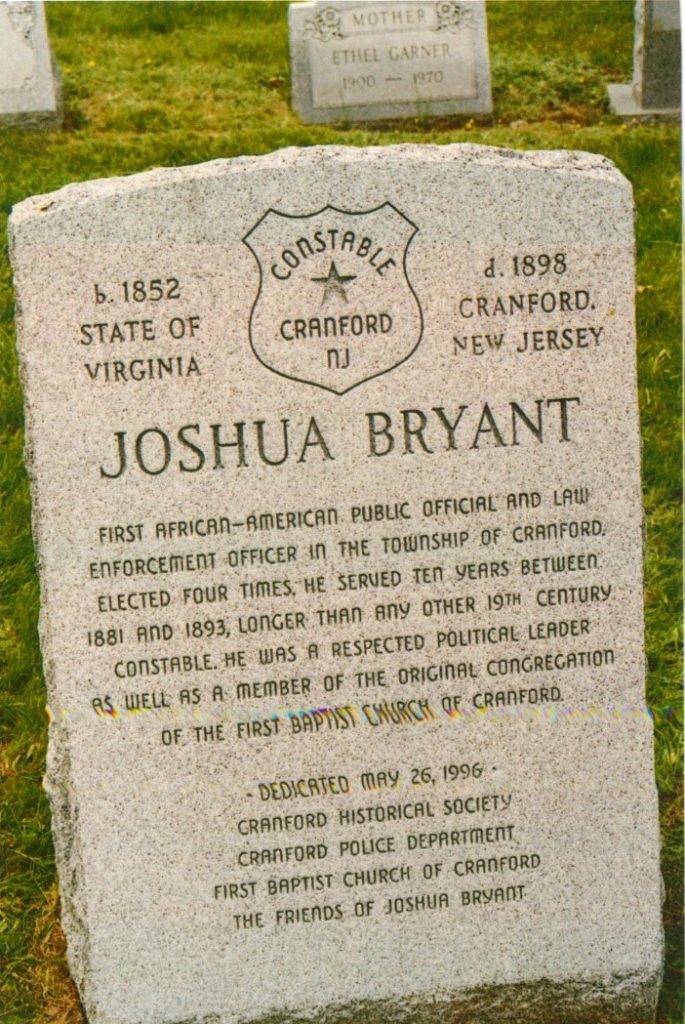 MOTHER
ETHEL GARNER
1900 — 1970
CONSTABLE
CRANFORD
NJ
b. 1852
STATE OF
VIRGINIA
d. 1898
CRANFORD,
NEW JERSEY
JOSHUA BRYANT
FIRST AFRICAN-AMERICAN PUBLIC OFFICIAL AND LAW
ENFORCEMENT OFFICER IN THE TOWNSHIP OF CRANFORD.
ELECTED FOUR TIMES, HE SERVED TEN YEARS BETWEEN
1881 AND 1893, LONGER THAN ANY OTHER 19TH CENTURY
CONSTABLE. HE WAS A RESPECTED POLITICAL LEADER
AS WELL AS A MEMBER OF THE ORIGINAL CONGREGATION
OF THE FIRST BAPTIST CHURCH OF CRANFORD.
- DEDICATED MAY 26, 1996 -
CRANFORD HISTORICAL SOCIETY
CRANFORD POLICE DEPARTMENT
FIRST BAPTIST CHURCH OF CRANFORD
THE FRIENDS OF JOSHUA BRYANT